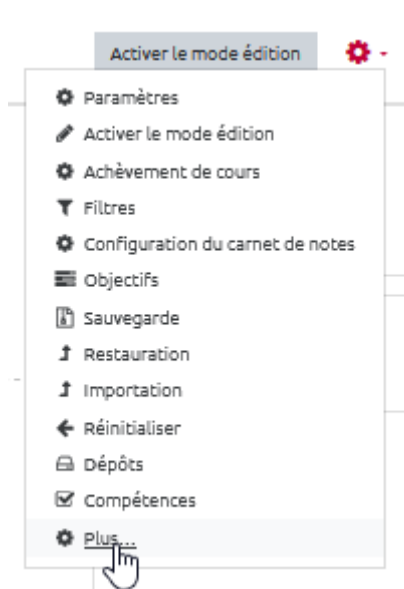 Activer le mode édition
Paramètres
Activer le mode édition
Achèvement de cours
Filtres
Configuration du carnet de notes
Objectifs
Sauvegarde
Restauration
Importation
Réinitialiser
Dépôts
Compétences
Plus...